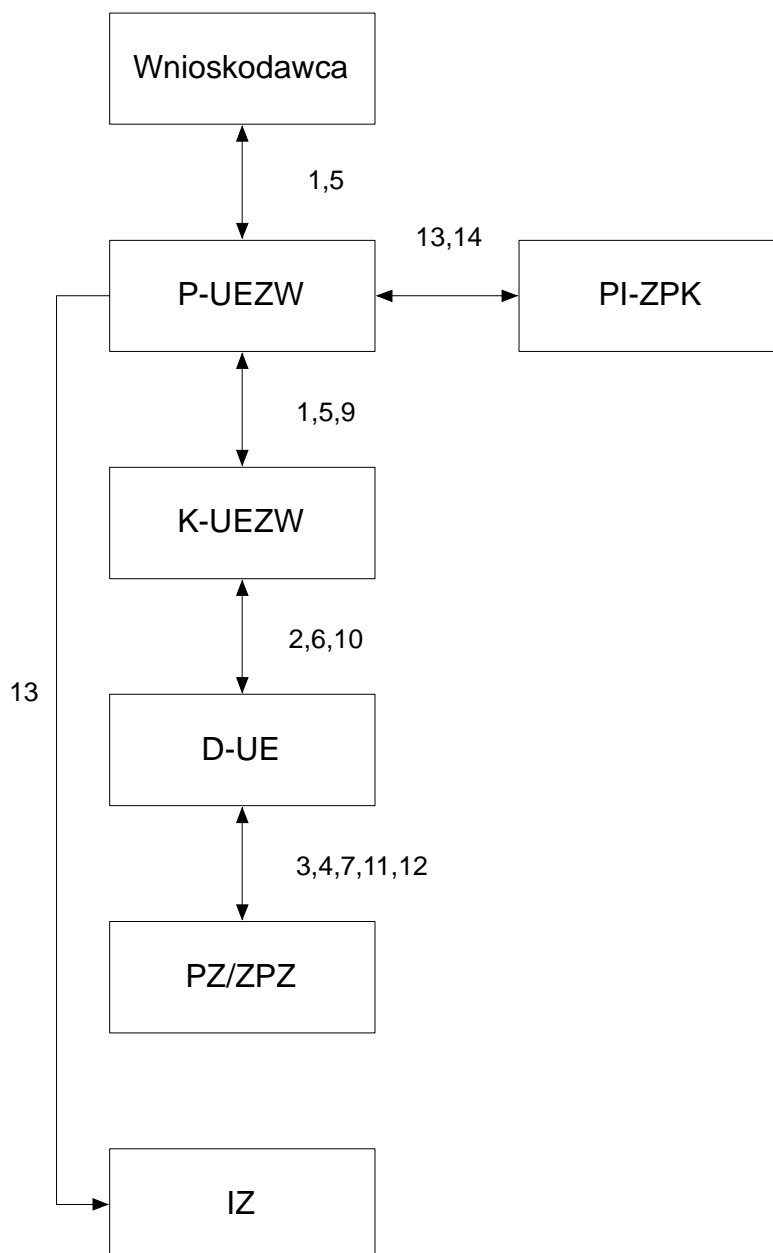 Wnioskodawca
1,5
13,14
P-UEZW
PI-ZPK
1,5,9
K-UEZW
2,6,10
13
D-UE
3,4,7,11,12
PZ/ZPZ
IZ